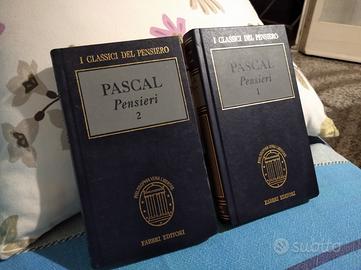 I CLASSICI DEL PENSIERO
PASCAL
Pensieri
2
FABBRI EDITORI
I CLASSICI DEL PENSIERO
PASCAL
Pensieri
1
FABBRI EDITORI
subito